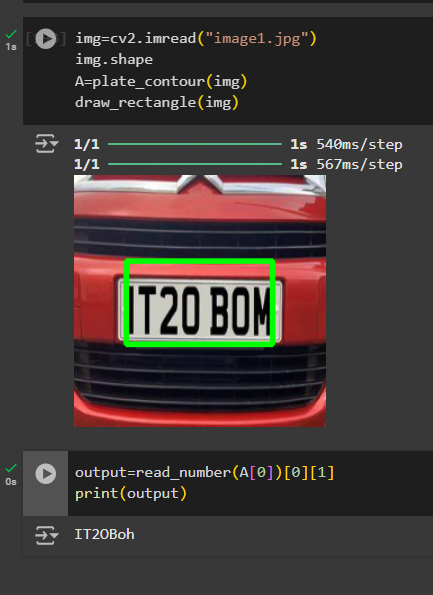 1s
img=cv2.imread("image1.jpg")
img.shape
A=plate_contour(img)
draw_rectangle(img)
1/1 1s 540ms/step
1/1 1s 567ms/step
IT20 BOM
0s
output=read_number(A[0])[0][1]
print(output)
IT2OBoh